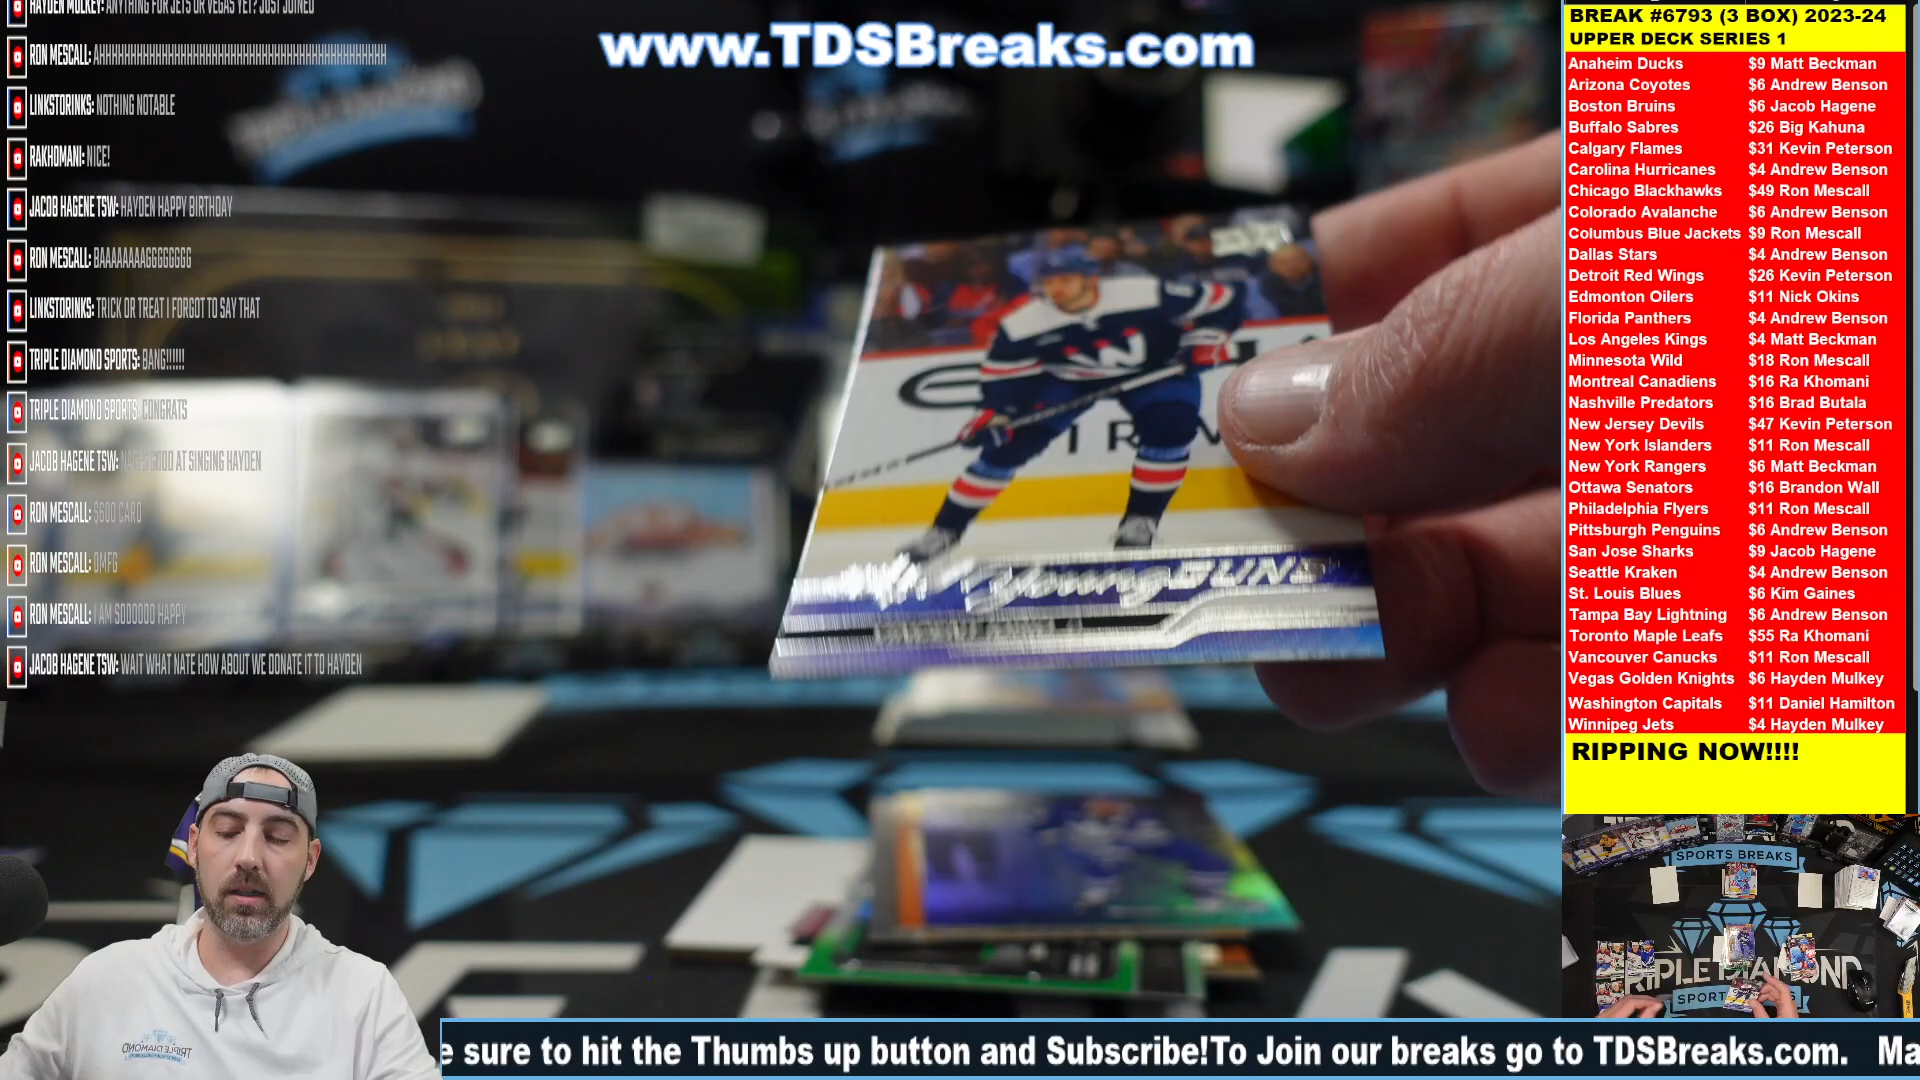 HAYDEN MULKEY: ANYTHING FOR JETS OR VEGAS YET? JUST JOINED
RON MESCALL: AHHHHHHHHHHHHHHHHHHHHHHHHHHHHHHHHHHHHHHHHHHHHH
LINKSTORINKS: NOTHING NOTABLE
RAKHOMANI: NICE!
JACOB HAGENE TSW: HAYDEN HAPPY BIRTHDAY
RON MESCALL: BAAAAAAAAGGGGGGGG
LINKSTORINKS: TRICK OR TREAT I FORGOT TO SAY THAT
TRIPLE DIAMOND SPORTS: BANG!!!!!!
TRIPLE DIAMOND SPORTS: CONGRATS
JACOB HAGENE TSW: NATE'S GOOD AT SINGING HAYDEN
RON MESCALL: $600 CARD
RON MESCALL: OMFG
RON MESCALL: I AM SOOOOOO HAPPY
JACOB HAGENE TSW: WAIT WHAT NATE HOW ABOUT WE DONATE IT TO HAYDEN
www.TDSBreaks.com
Young GUNS
BREAK #6793 (3 BOX) 2023-24
UPPER DECK SERIES 1
Anaheim Ducks $9 Matt Beckman
Arizona Coyotes $6 Andrew Benson
Boston Bruins $6 Jacob Hagene
Buffalo Sabres $26 Big Kahuna
Calgary Flames $31 Kevin Peterson
Carolina Hurricanes $4 Andrew Benson
Chicago Blackhawks $49 Ron Mescall
Colorado Avalanche $6 Andrew Benson
Columbus Blue Jackets $9 Ron Mescall
Dallas Stars $4 Andrew Benson
Detroit Red Wings $26 Kevin Peterson
Edmonton Oilers $11 Nick Okins
Florida Panthers $4 Andrew Benson
Los Angeles Kings $4 Matt Beckman
Minnesota Wild $18 Ron Mescall
Montreal Canadiens $16 Ra Khomani
Nashville Predators $16 Brad Butala
New Jersey Devils $47 Kevin Peterson
New York Islanders $11 Ron Mescall
New York Rangers $6 Matt Beckman
Ottawa Senators $16 Brandon Wall
Philadelphia Flyers $11 Ron Mescall
Pittsburgh Penguins $6 Andrew Benson
San Jose Sharks $9 Jacob Hagene
Seattle Kraken $4 Andrew Benson
St. Louis Blues $6 Kim Gaines
Tampa Bay Lightning $6 Andrew Benson
Toronto Maple Leafs $55 Ra Khomani
Vancouver Canucks $11 Ron Mescall
Vegas Golden Knights $6 Hayden Mulkey
Washington Capitals $11 Daniel Hamilton
Winnipeg Jets $4 Hayden Mulkey
RIPPING NOW!!!!
SPORTS BREAKS
TRIPLE DIAMOND
SPORTS
TRIPLE DIAMOND
e sure to hit the Thumbs up button and Subscribe!To Join our breaks go to TDSBreaks.com. Ma